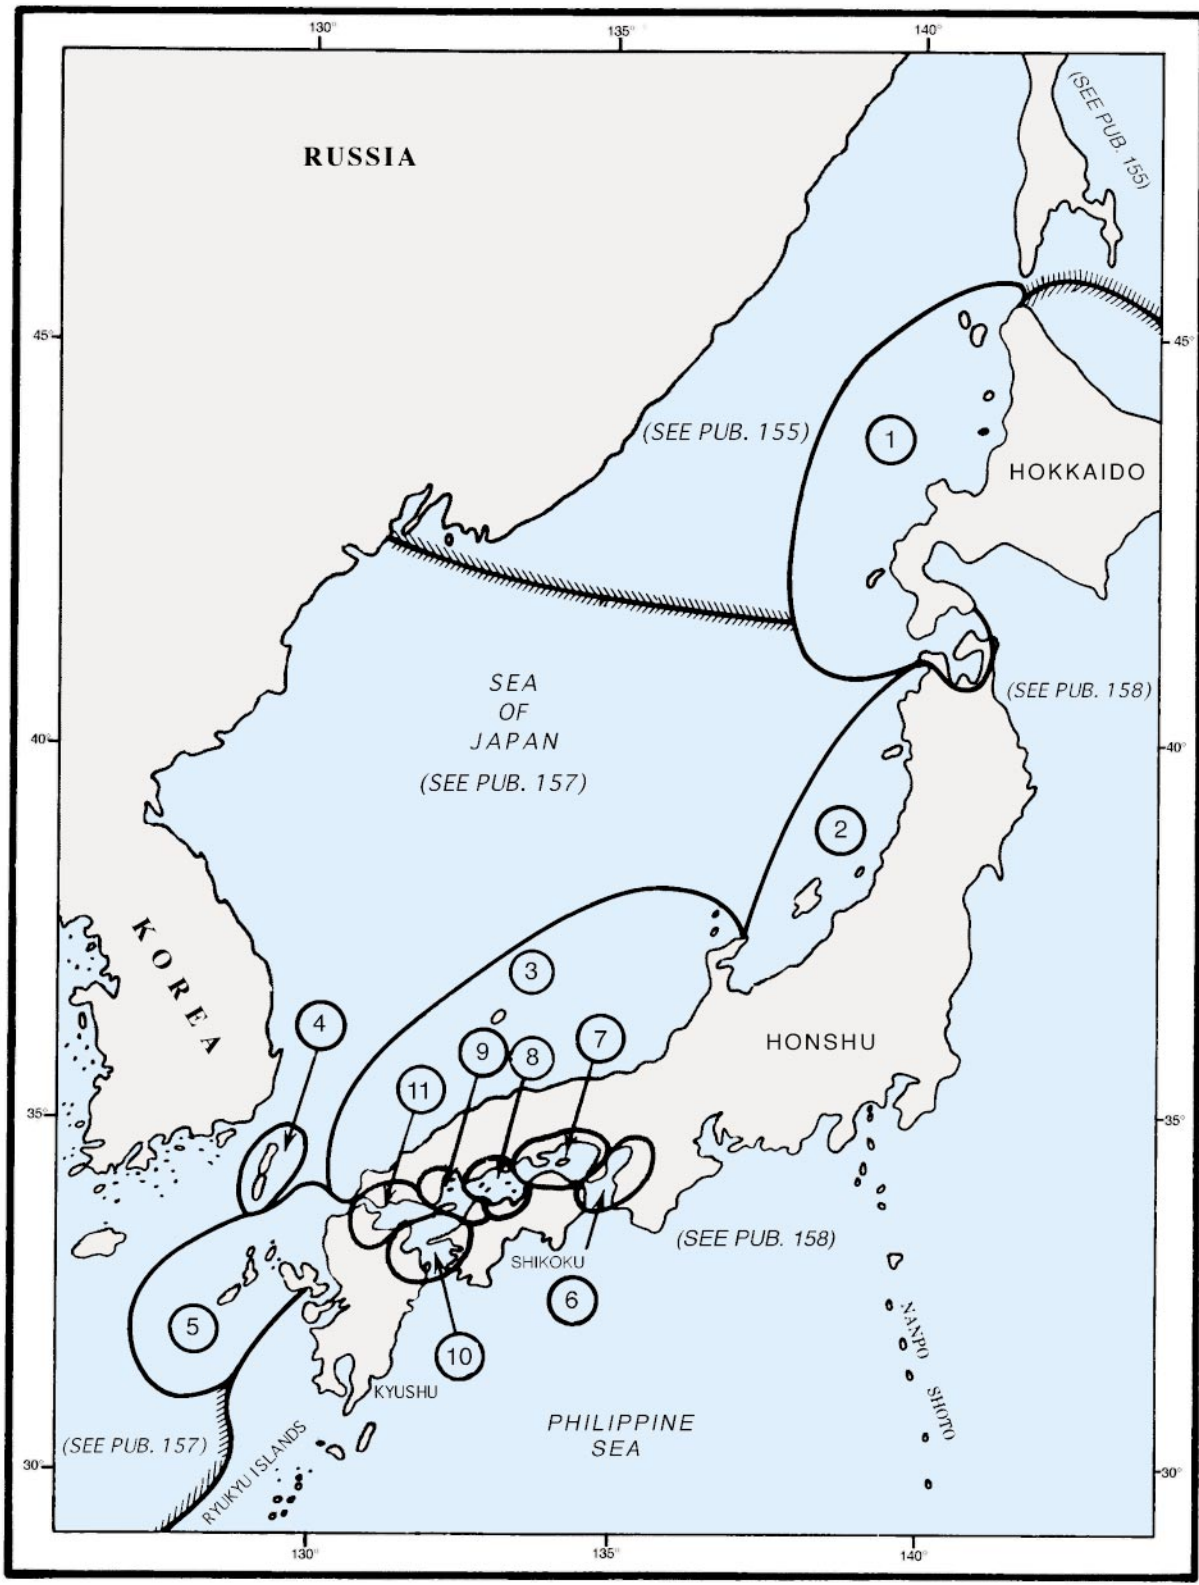 130°
135°
140°
(SEE PUB. 155)
RUSSIA
45°
45°
(SEE PUB. 155)
1
HOKKAIDO
SEA
OF
JAPAN
(SEE PUB. 157)
(SEE PUB. 158)
40°
40°
2
KOREA
3
4
9
8
7
HONSHU
11
35°
35°
(SEE PUB. 158)
SHIKOKU
6
5
10
KYUSHU
NANPO SHOTO
PHILIPPINE
SEA
(SEE PUB. 157)
RYUKYU ISLANDS
30°
30°
130°
135°
140°